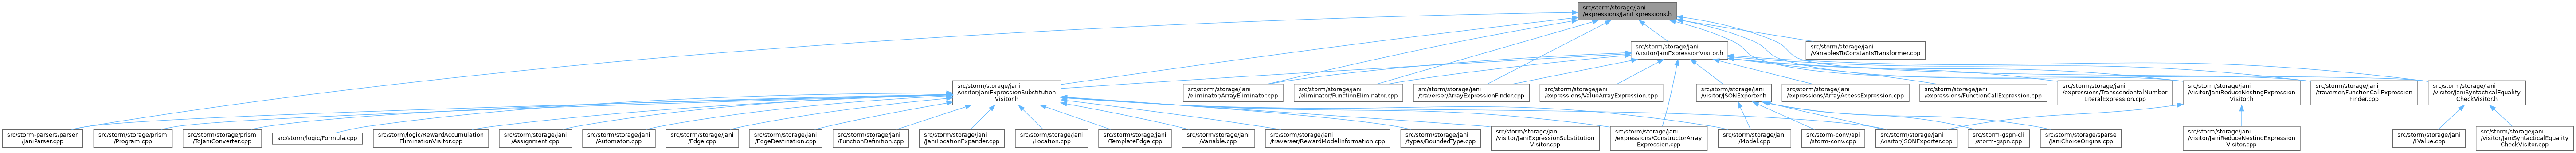 src/storm/storage/jani
/expressions/JaniExpressions.h
src/storm/storage/jani
/visitor/JaniExpressionVisitor.h
src/storm/storage/jani
/VariablesToConstantsTransformer.cpp
src/storm/storage/jani
/visitor/JaniExpressionSubstitution
Visitor.h
src/storm/storage/jani
/eliminator/ArrayEliminator.cpp
src/storm/storage/jani
/eliminator/FunctionEliminator.cpp
src/storm/storage/jani
/traverser/ArrayExpressionFinder.cpp
src/storm/storage/jani
/expressions/ValueArrayExpression.cpp
src/storm/storage/jani
/visitor/JSONExporter.h
src/storm/storage/jani
/expressions/ArrayAccessExpression.cpp
src/storm/storage/jani
/expressions/FunctionCallExpression.cpp
src/storm/storage/jani
/expressions/TranscendentalNumber
LiteralExpression.cpp
src/storm/storage/jani
/visitor/JaniReduceNestingExpression
Visitor.h
src/storm/storage/jani
/traverser/FunctionCallExpression
Finder.cpp
src/storm/storage/jani
/visitor/JaniSyntacticalEquality
CheckVisitor.h
src/storm-parsers/parser
/JaniParser.cpp
src/storm/storage/prism
/Program.cpp
src/storm/storage/prism
/ToJaniConverter.cpp
src/storm/logic/Formula.cpp
src/storm/logic/RewardAccumulation
EliminationVisitor.cpp
src/storm/storage/jani
/Assignment.cpp
src/storm/storage/jani
/Automaton.cpp
src/storm/storage/jani
/Edge.cpp
src/storm/storage/jani
/EdgeDestination.cpp
src/storm/storage/jani
/FunctionDefinition.cpp
src/storm/storage/jani
/JaniLocationExpander.cpp
src/storm/storage/jani
/Location.cpp
src/storm/storage/jani
/TemplateEdge.cpp
src/storm/storage/jani
/Variable.cpp
src/storm/storage/jani
/traverser/RewardModelInformation.cpp
src/storm/storage/jani
/types/BoundedType.cpp
src/storm/storage/jani
/visitor/JaniExpressionSubstitution
Visitor.cpp
src/storm/storage/jani
/expressions/ConstructorArray
Expression.cpp
src/storm/storage/jani
/Model.cpp
src/storm-conv/api
/storm-conv.cpp
src/storm/storage/jani
/visitor/JSONExporter.cpp
src/storm-gspn-cli
/storm-gspn.cpp
src/storm/storage/sparse
/JaniChoiceOrigins.cpp
src/storm/storage/jani
/visitor/JaniReduceNestingExpression
Visitor.cpp
src/storm/storage/jani
/LValue.cpp
src/storm/storage/jani
/visitor/JaniSyntacticalEquality
CheckVisitor.cpp